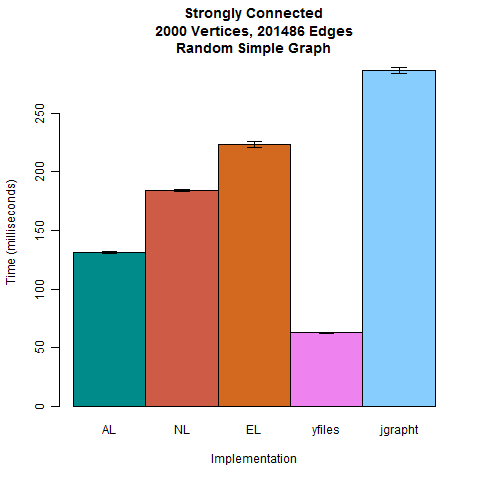 Strongly Connected
2000 Vertices, 201486 Edges
Random Simple Graph
Time (milliseconds)
250
200
150
100
50
0
AL NL EL yfiles jgrapht
Implementation